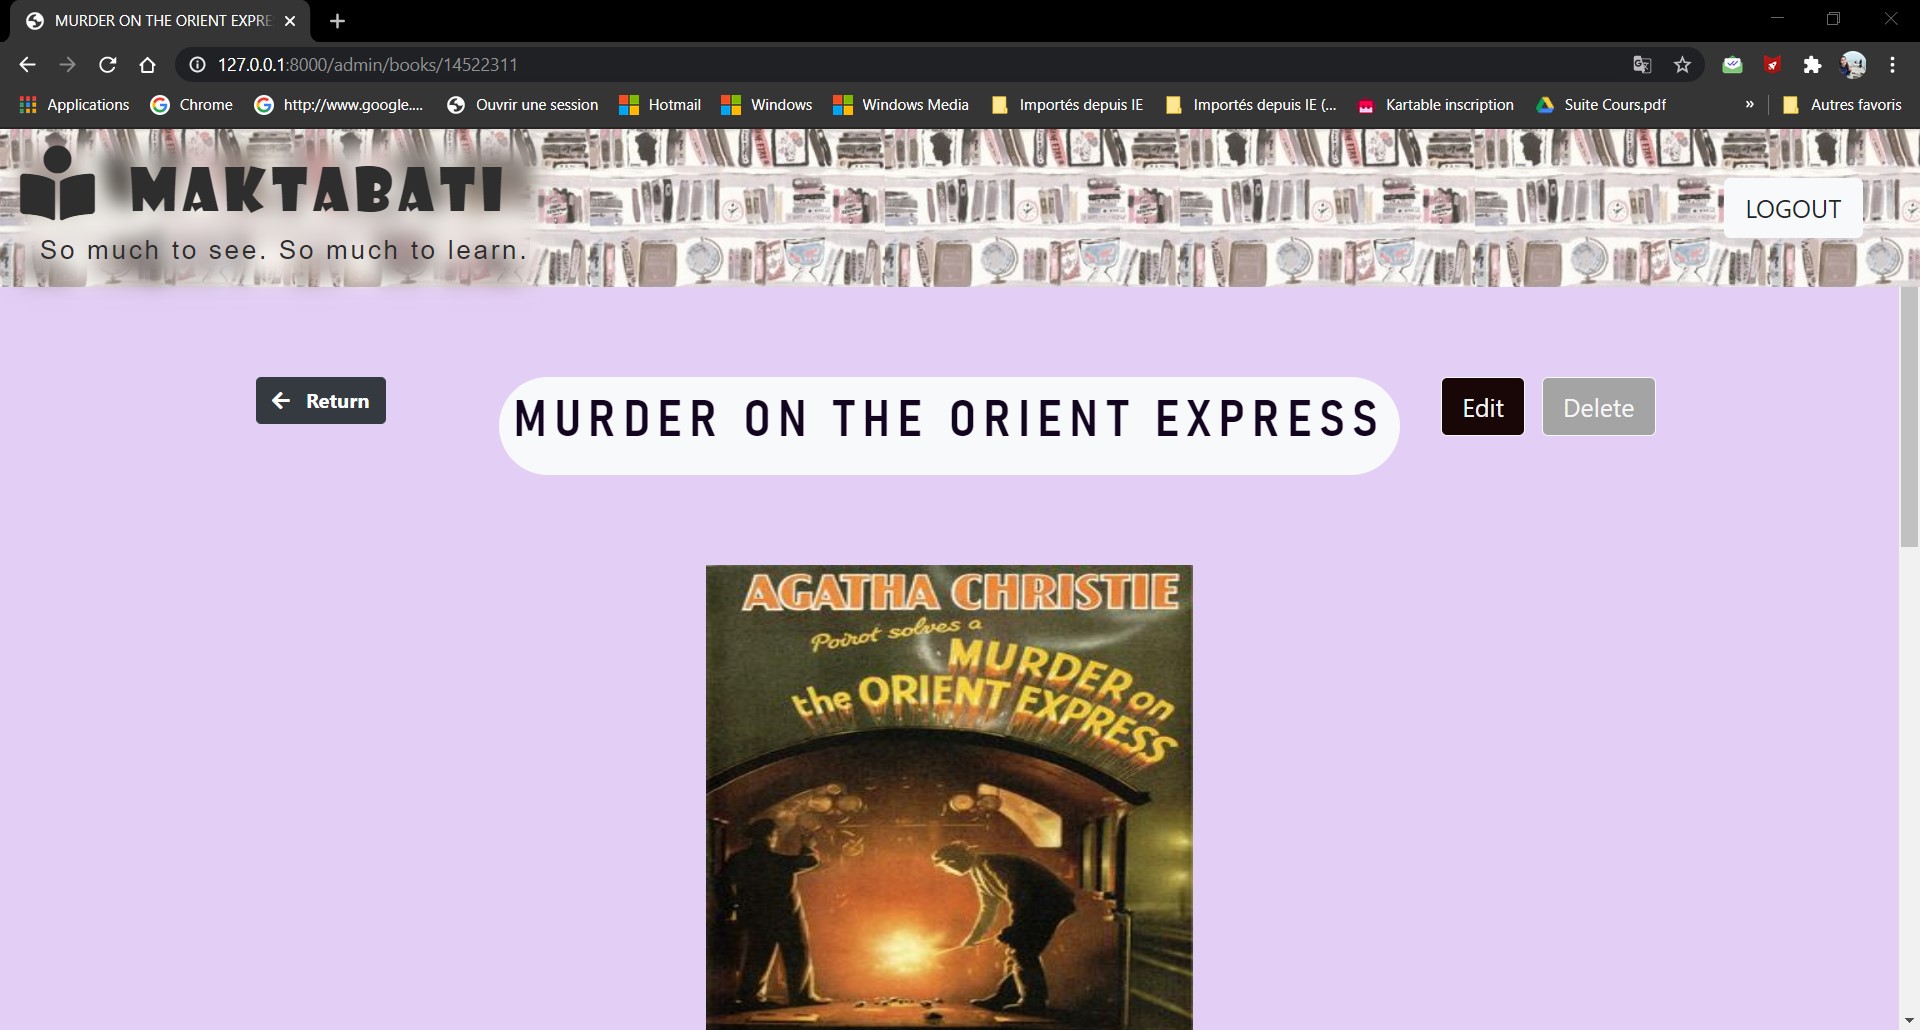 MURDER ON THE ORIENT EXPRE
127.0.0.1:8000/admin/books/14522311
Applications Chrome http://www.google.... Ouvrir une session Hotmail Windows Windows Media Importés depuis IE Importés depuis IE (... Kartable inscription Suite Cours.pdf » Autres favoris
MAKTABATI
So much to see. So much to learn.
LOGOUT
Return
MURDER ON THE ORIENT EXPRESS
Edit
Delete
AGATHA CHRISTIE
Poirot solves a
MURDER on
the ORIENT EXPRESS